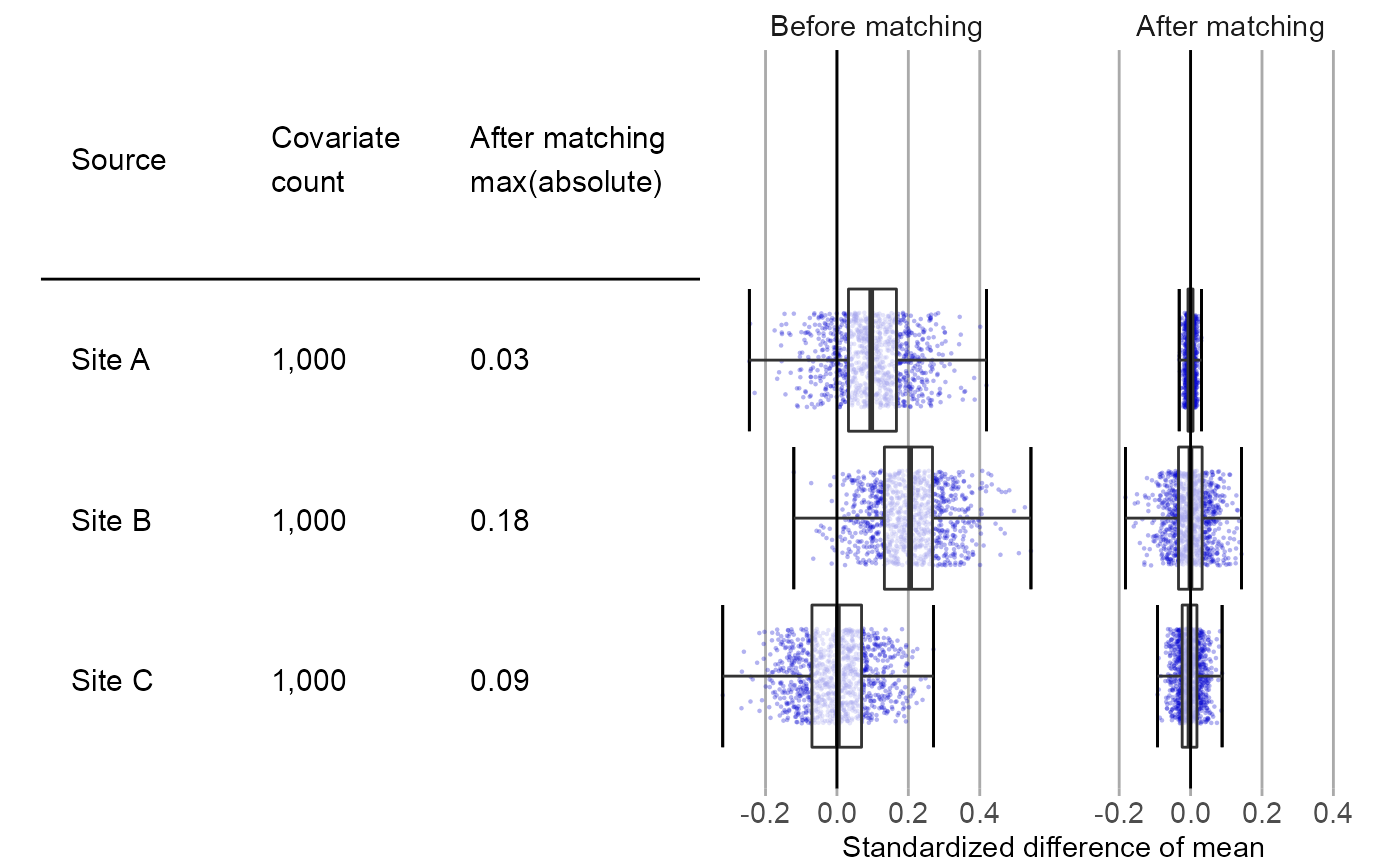 Before matching
After matching
Source
Covariate
count
After matching
max(absolute)
Site A
1,000
0.03
Site B
1,000
0.18
Site C
1,000
0.09
-0.2 0.0 0.2 0.4
-0.2 0.0 0.2 0.4
Standardized difference of mean